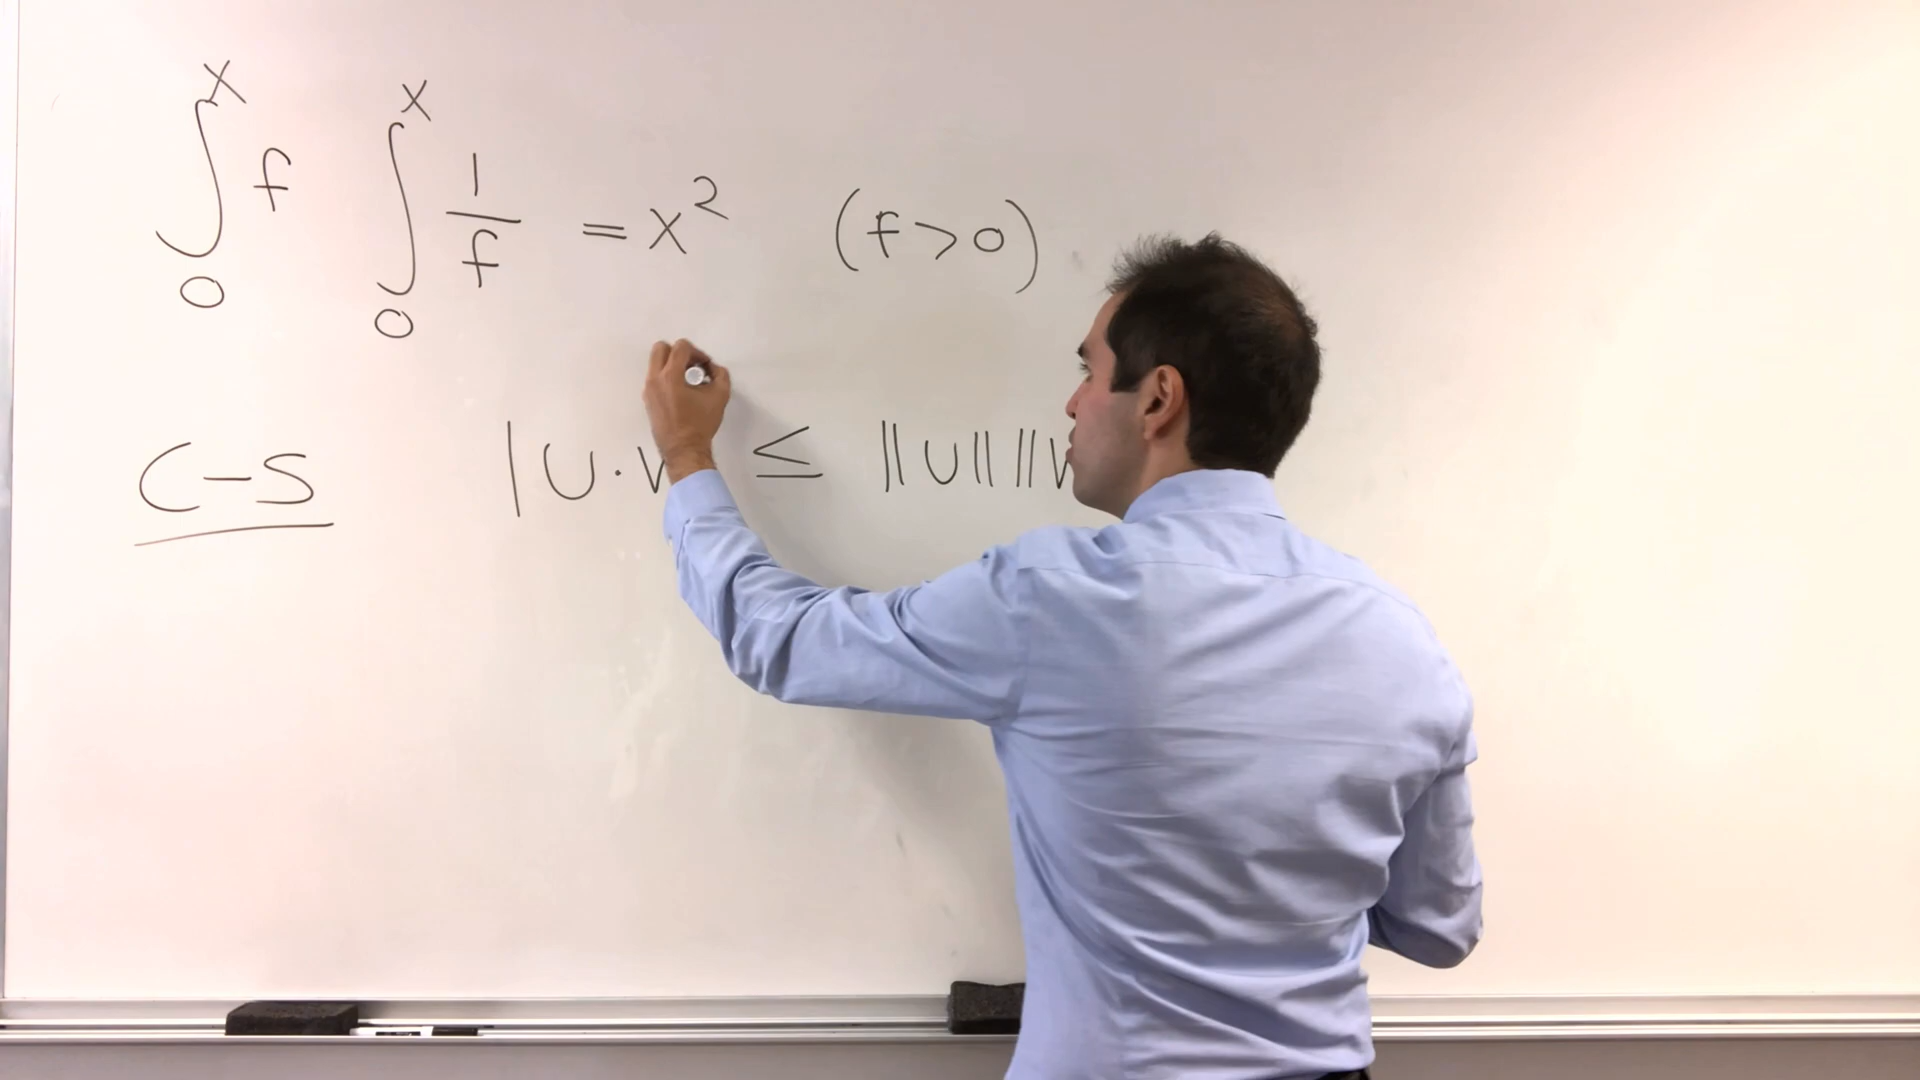 ∫₀ˣ f ∫₀ˣ 1/f = x² (f>0)
C-S |U·V ≤ ||U|| ||V